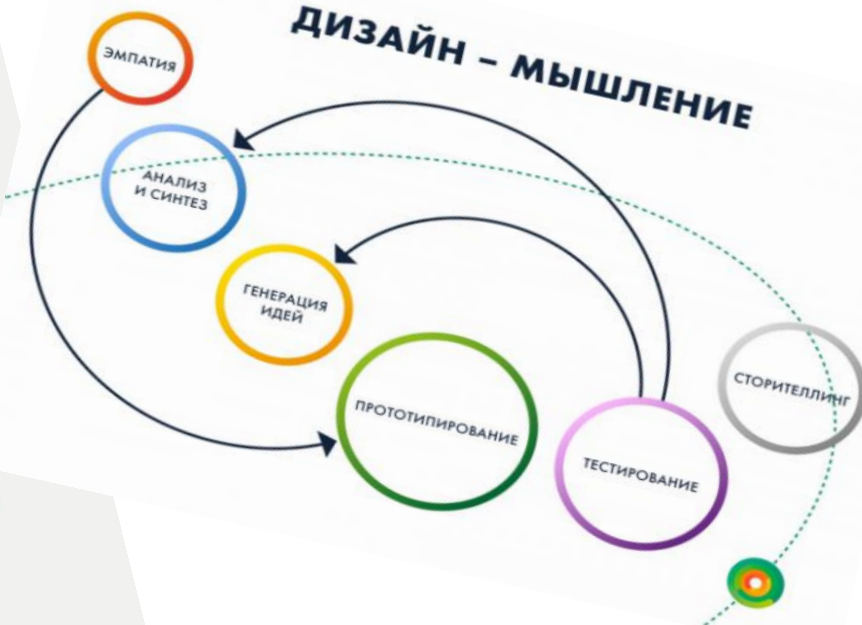 ДИЗАЙН – МЫШЛЕНИЕ
ЭМПАТИЯ
АНАЛИЗ
И СИНТЕЗ
ГЕНЕРАЦИЯ
ИДЕЙ
ПРОТОТИПИРОВАНИЕ
ТЕСТИРОВАНИЕ
СТОРИТЕЛЛИНГ